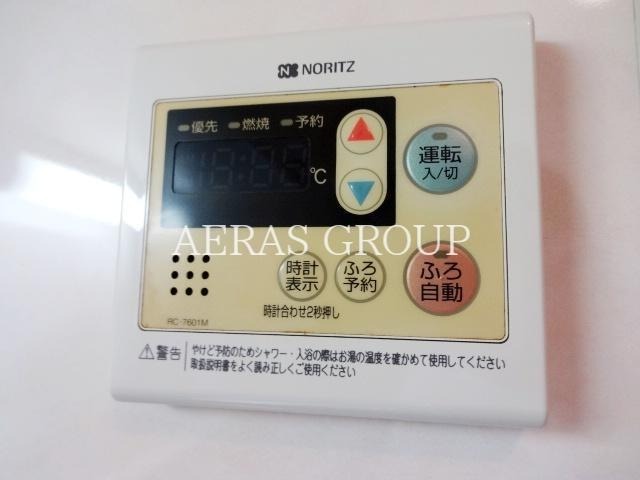 NORITZ
優先 燃焼 予約
℃
運転
入/切
AERAS GROUP
時計
表示
ふろ
予約
ふろ
自動
時計合わせ2秒押し
RC-7601M
警告
やけど予防のためシャワー・入浴の際はお湯の温度を確かめて使用してください
取扱説明書をよく読み正しくご使用ください